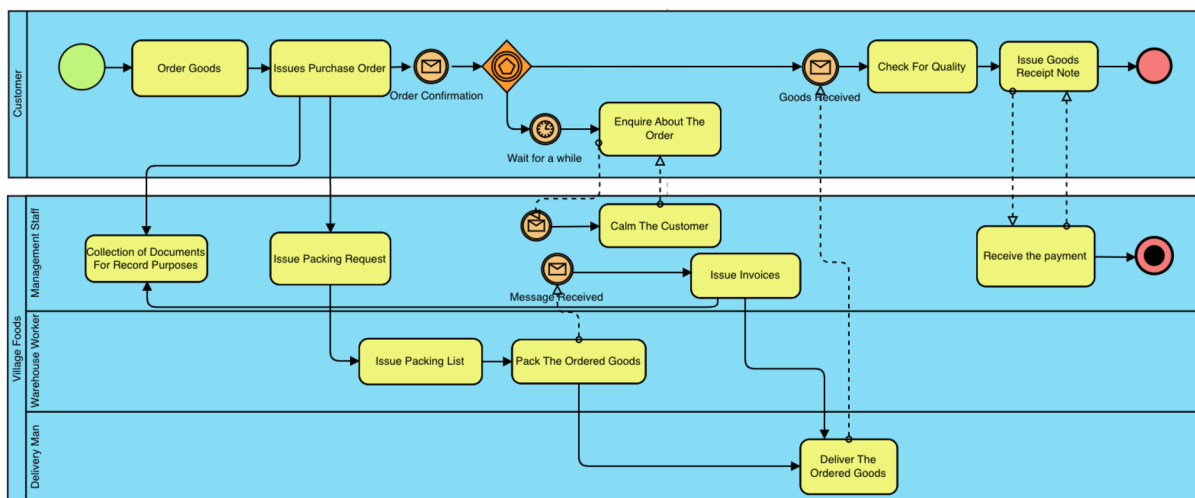 Customer
Order Goods
Issues Purchase Order
Order Confirmation
Goods Received
Check For Quality
Issue Goods
Receipt Note
Wait for a while
Enquire About The
Order
Village Foods
Management Staff
Collection of Documents
For Record Purposes
Issue Packing Request
Calm The Customer
Message Received
Issue Invoices
Receive the payment
Warehouse Worker
Issue Packing List
Pack The Ordered Goods
Delivery Man
Deliver The
Ordered Goods